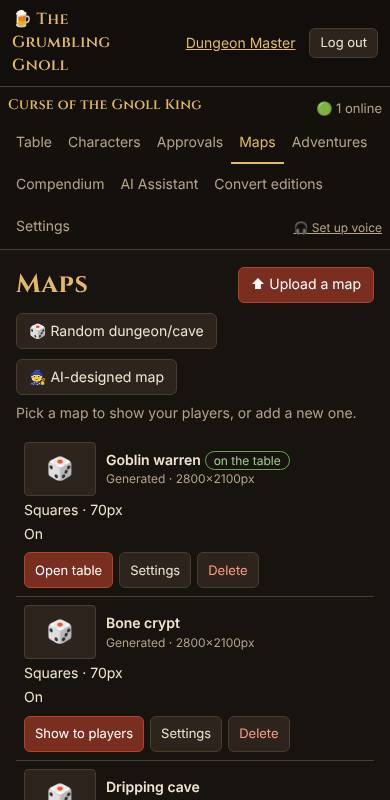 🍺 The
Grumbling
Gnoll
Dungeon Master
Log out
Curse of the Gnoll King
🟢 1 online
Table Characters Approvals Maps Adventures
Compendium AI Assistant Convert editions
Settings
🎧 Set up voice
Maps
⬆ Upload a map
🎲 Random dungeon/cave
🧙 AI-designed map
Pick a map to show your players, or add a new one.
Goblin warren on the table
Generated · 2800×2100px
Squares · 70px
On
Open table Settings Delete
Bone crypt
Generated · 2800×2100px
Squares · 70px
On
Show to players Settings Delete
Dripping cave